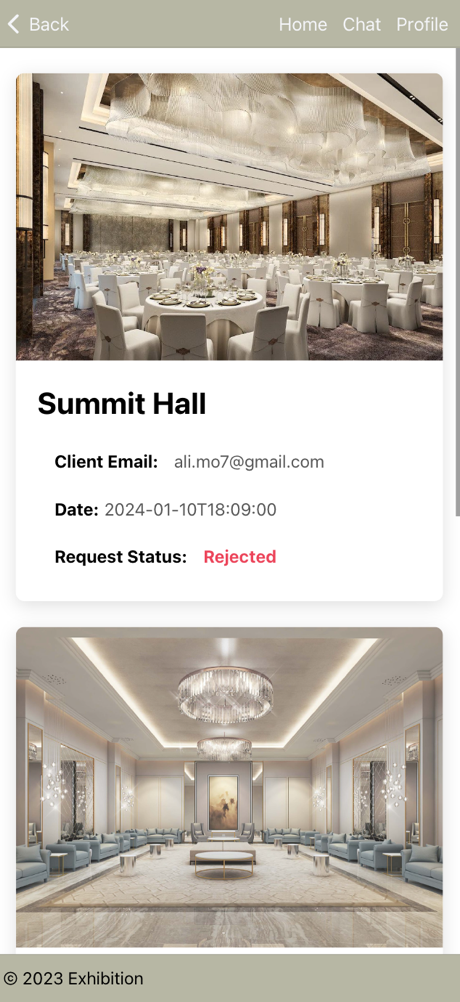 Back Home Chat Profile
Summit Hall
Client Email: ali.mo7@gmail.com
Date: 2024-01-10T18:09:00
Request Status: Rejected
© 2023 Exhibition